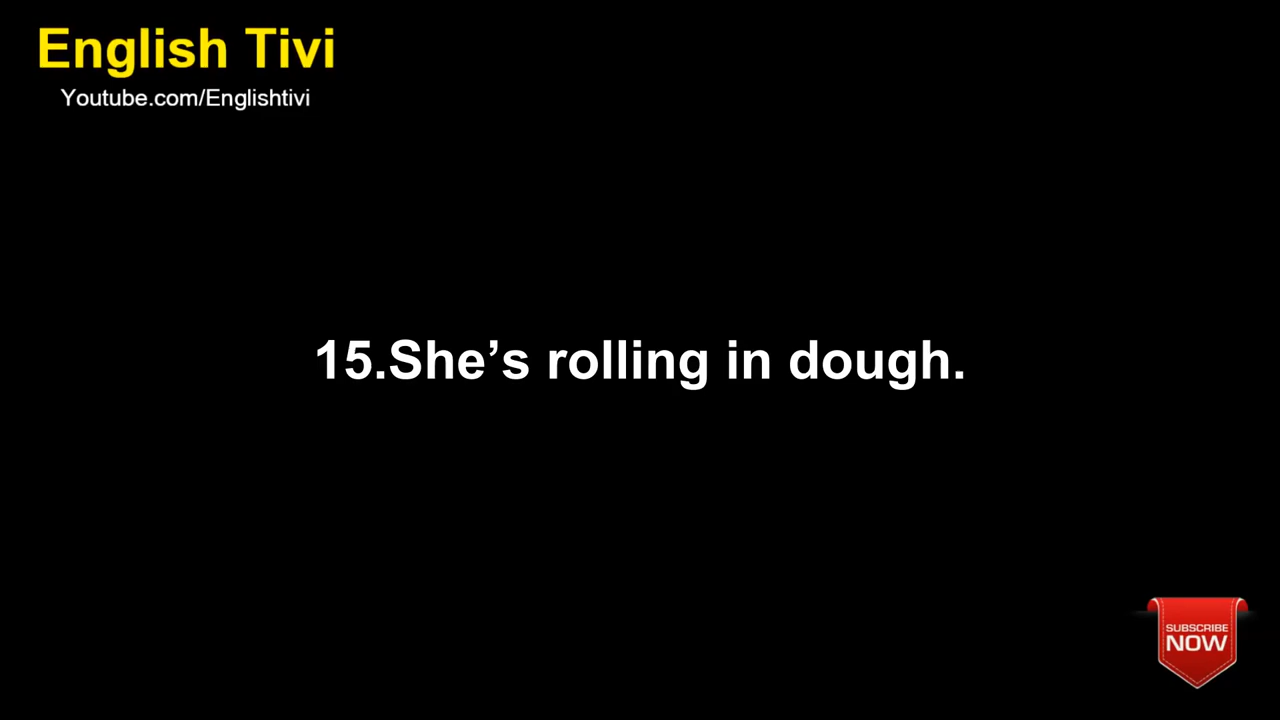 English Tivi
Youtube.com/Englishtivi
15.She’s rolling in dough.
SUBSCRIBE
NOW